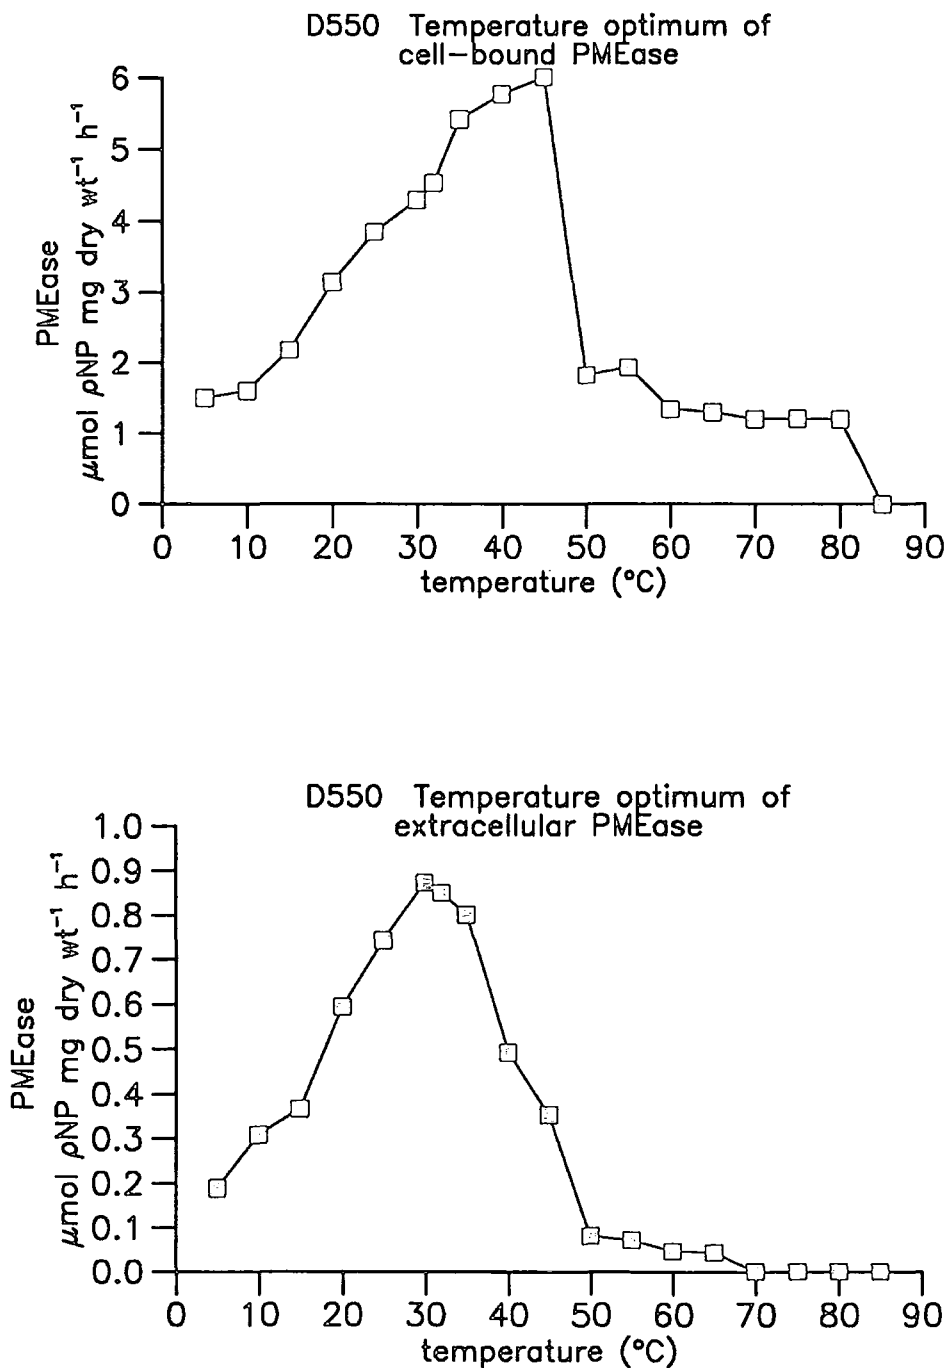 D550 Temperature optimum of
cell-bound PMEase
PMEase
μmol ρNP mg dry wt⁻¹ h⁻¹
6
5
4
3
2
1
0
0 10 20 30 40 50 60 70 80 90
temperature (°C)
D550 Temperature optimum of
extracellular PMEase
PMEase
μmol ρNP mg dry wt⁻¹ h⁻¹
1.0
0.9
0.8
0.7
0.6
0.5
0.4
0.3
0.2
0.1
0.0
0 10 20 30 40 50 60 70 80 90
temperature (°C)